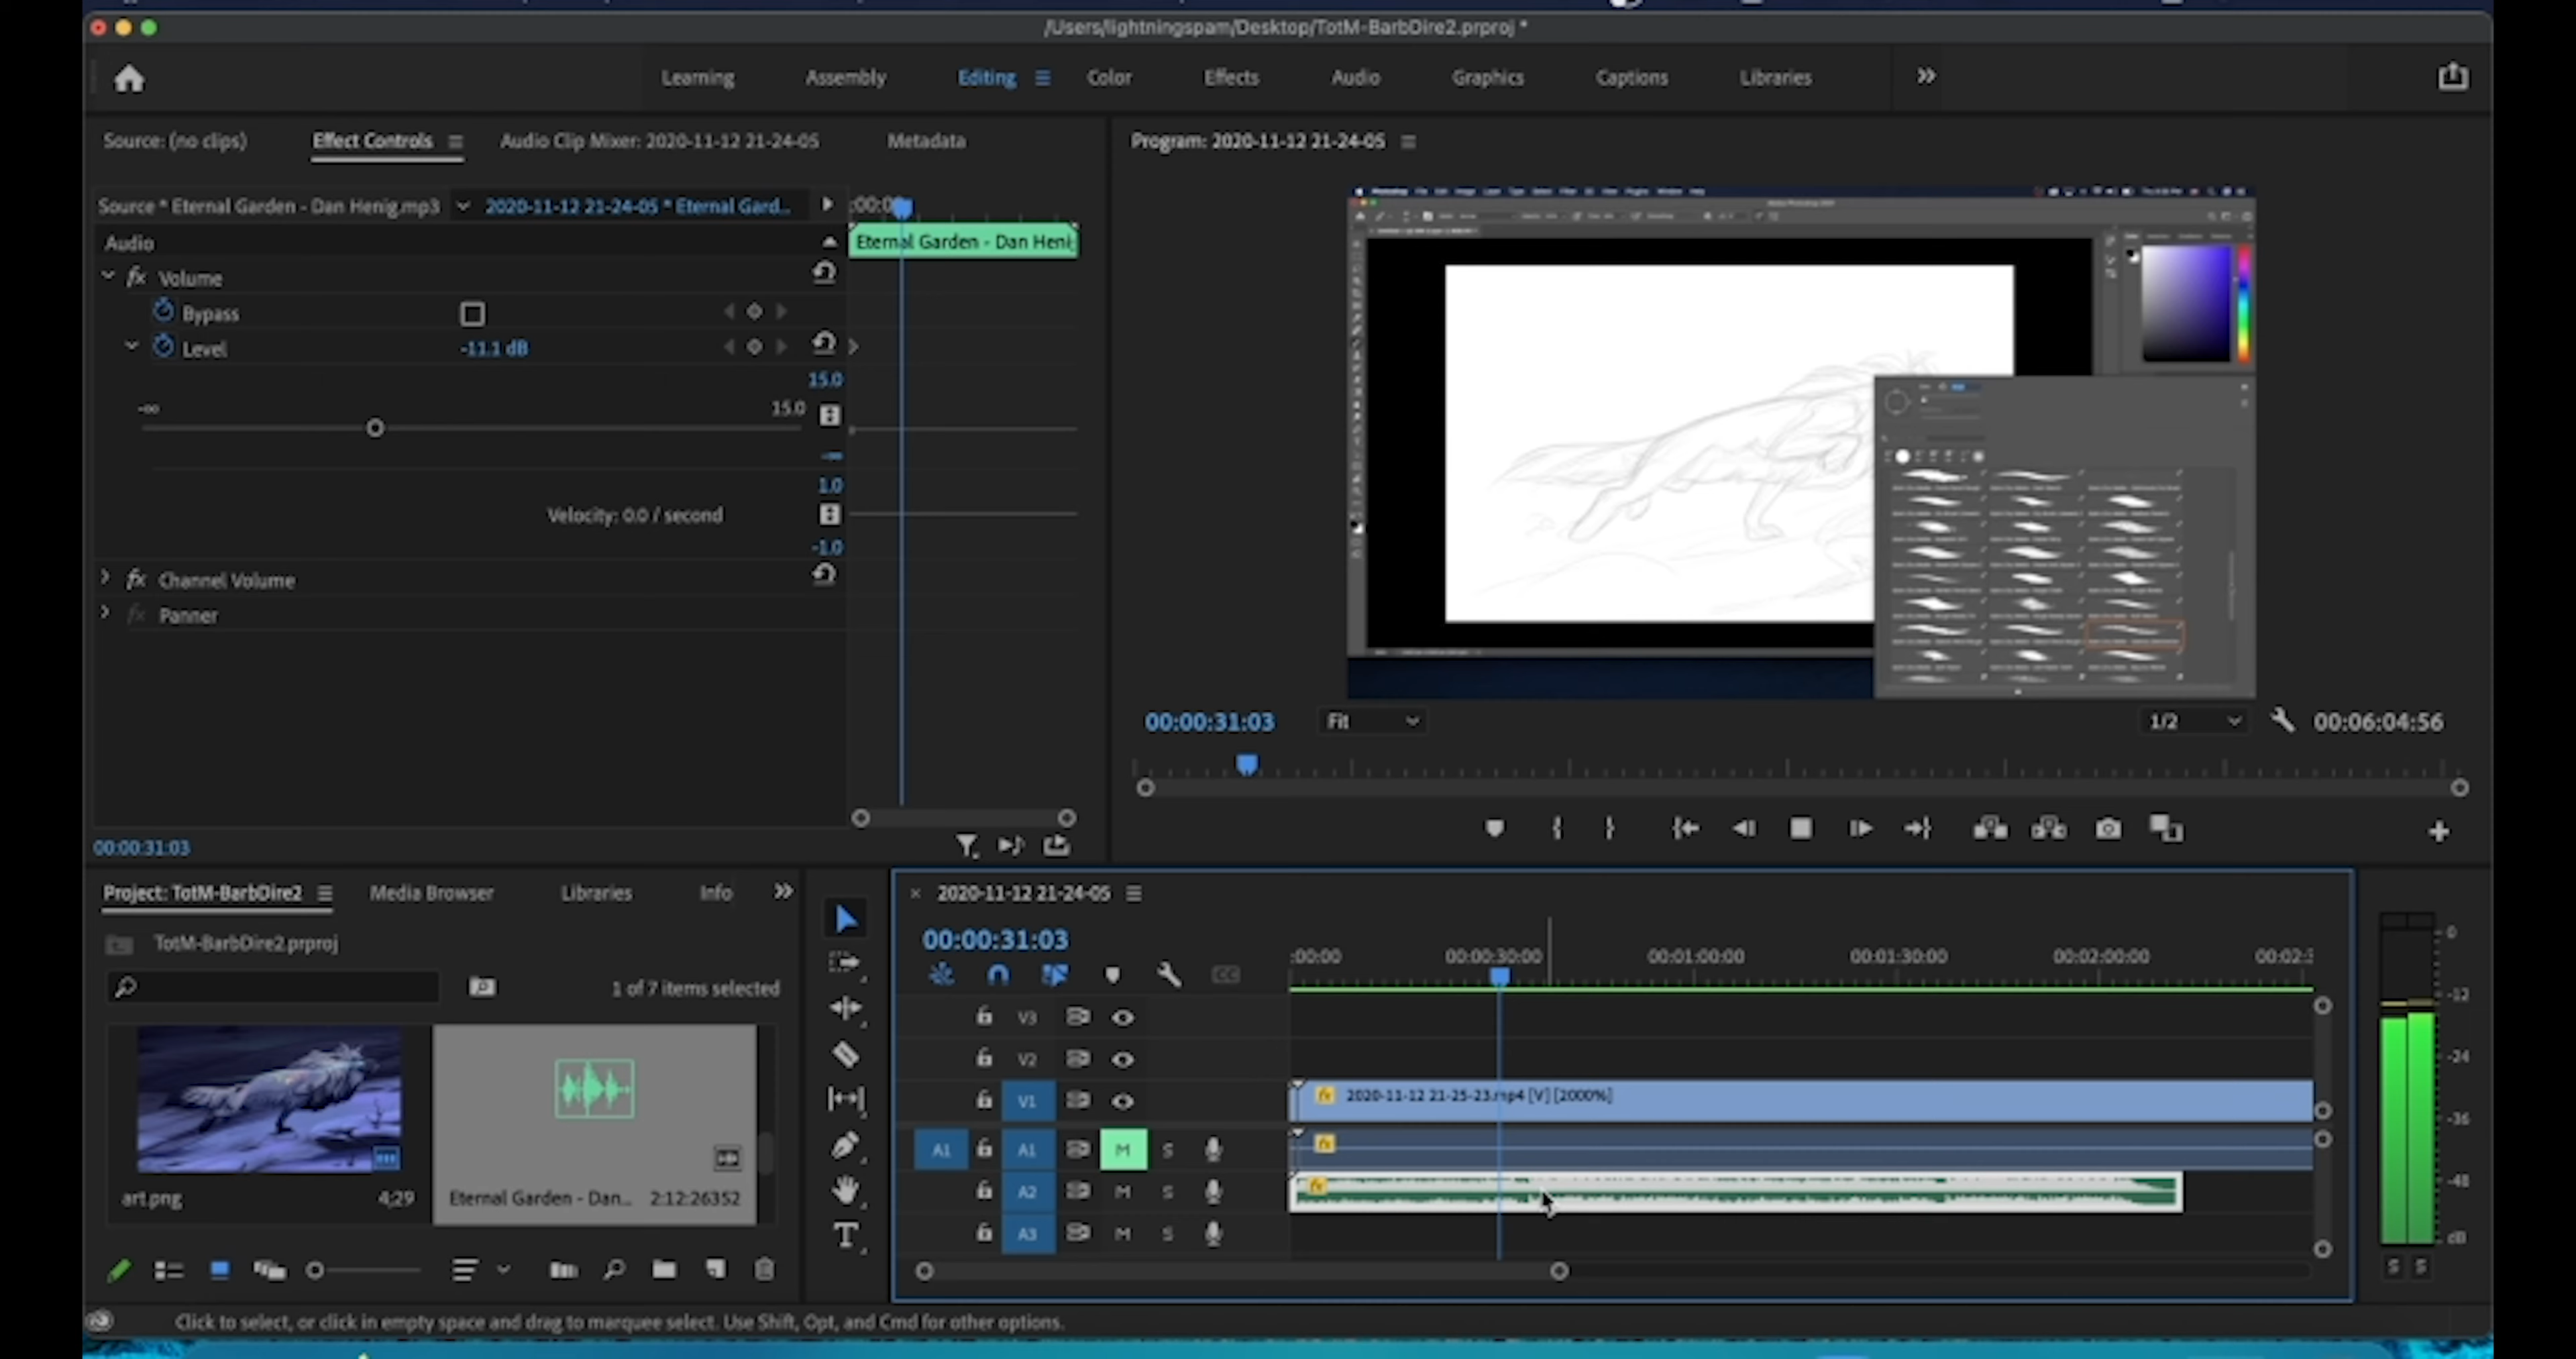 /Users/lightningspam/Desktop/TotM-BarbDire2.prproj *
Learning Assembly Editing Color Effects Audio Graphics Captions Libraries
Source: (no clips) Effect Controls Audio Clip Mixer: 2020-11-12 21-24-05 Metadata
Program: 2020-11-12 21-24-05
Source * Eternal Garden - Dan Henig.mp3 2020-11-12 21-24-05 * Eternal Gard... :00:0
Audio Eternal Garden - Dan Heni
fx Volume
Bypass
Level -11.1 dB
15.0
-∞ 15.0
-∞
1.0
Velocity: 0.0 / second
-1.0
fx Channel Volume
fx Panner
00:00:31:03
00:00:31:03 Fit 1/2 00:06:04:56
Project: TotM-BarbDire2 Media Browser Libraries Info
TotM-BarbDire2.prproj
1 of 7 items selected
art.png 4;29
Eternal Garden - Dan... 2:12:26352
× 2020-11-12 21-24-05
00:00:31:03
:00:00 00:00:30:00 00:01:00:00 00:01:30:00 00:02:00:00 00:02:
CC
V3
V2
V1 fx 2020-11-12 21-25-23.mp4 [V] [2000%]
A1 A1 M S fx
A2 M S fx
A3 M S
T
0
-12
-24
-36
-48
dB
S S
Click to select, or click in empty space and drag to marquee select. Use Shift, Opt, and Cmd for other options.